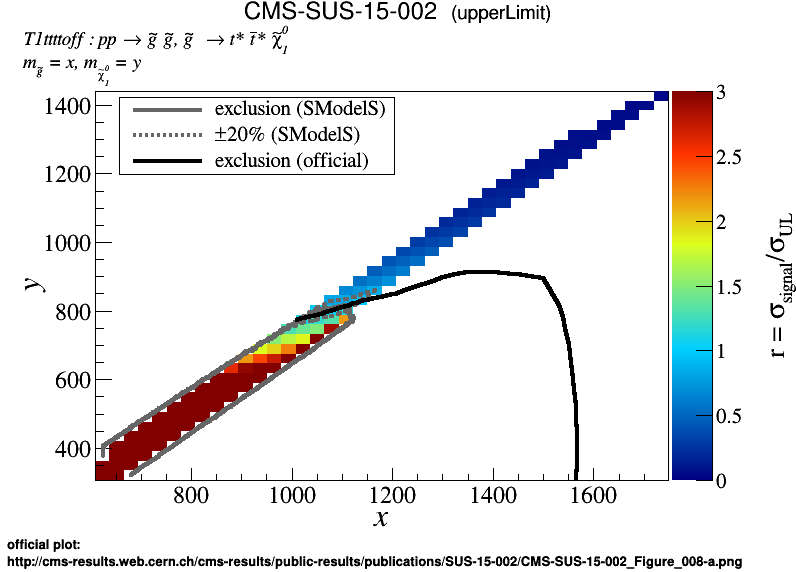 CMS-SUS-15-002 (upperLimit)
T1ttttoff : pp → g̃ g̃, g̃ → t* t̄* χ̃₁⁰
m_g̃ = x, m_χ̃₁⁰ = y
exclusion (SModelS)
±20% (SModelS)
exclusion (official)
1400
1200
1000
800
600
400
y
800 1000 1200 1400 1600
x
3
2.5
2
1.5
1
0.5
0
r = σ_signal/σ_UL
official plot:
http://cms-results.web.cern.ch/cms-results/public-results/publications/SUS-15-002/CMS-SUS-15-002_Figure_008-a.png